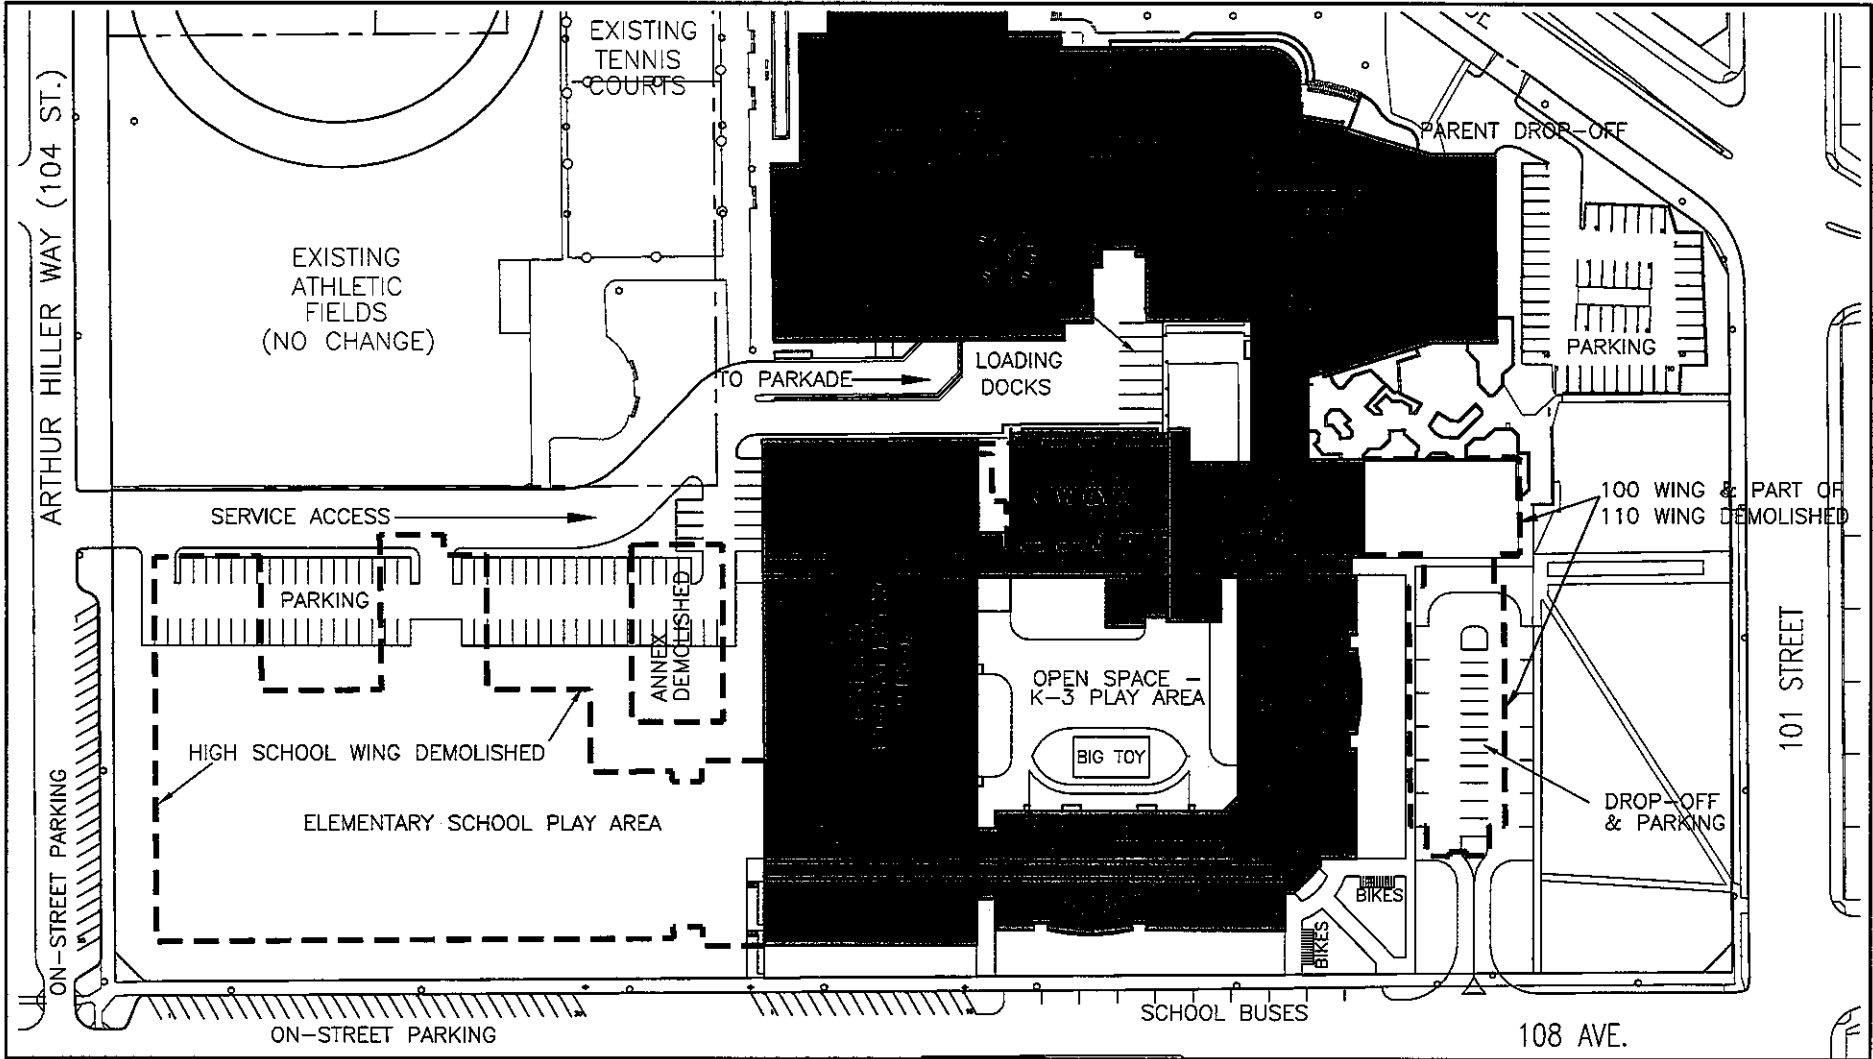 EXISTING
TENNIS
COURTS
PARENT DROP-OFF
ARTHUR HILLER WAY (104 ST.)
EXISTING
ATHLETIC
FIELDS
(NO CHANGE)
PARKING
LOADING
DOCKS
TO PARKADE
SERVICE ACCESS
100 WING & PART OF
110 WING DEMOLISHED
PARKING
ANNEX
DEMOLISHED
OPEN SPACE –
K-3 PLAY AREA
BIG TOY
101 STREET
HIGH SCHOOL WING DEMOLISHED
ELEMENTARY SCHOOL PLAY AREA
DROP-OFF
& PARKING
ON-STREET PARKING
BIKES
BIKES
SCHOOL BUSES
ON-STREET PARKING
108 AVE.